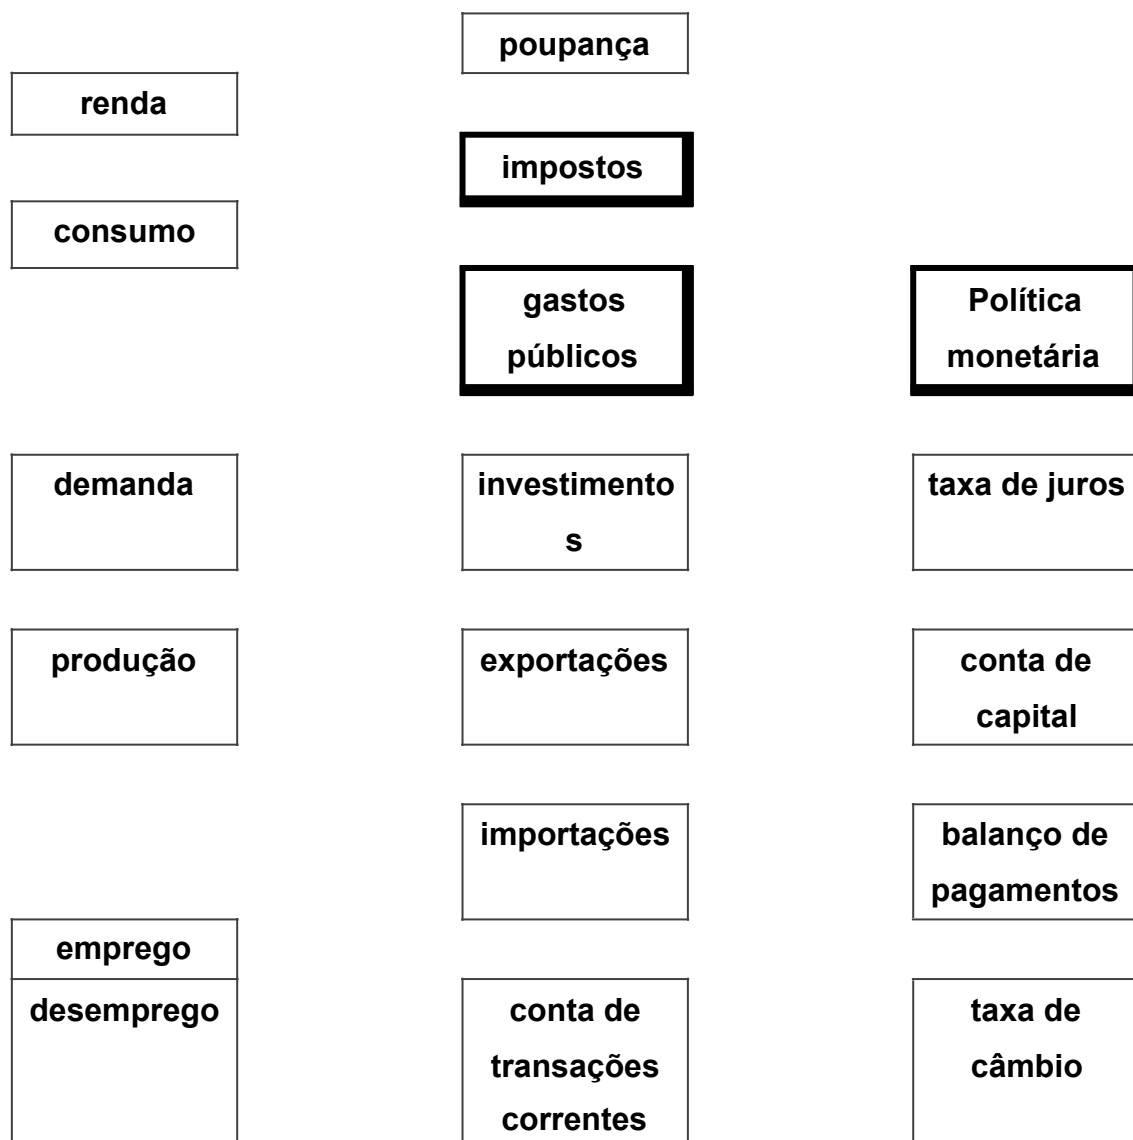 poupança
renda
impostos
consumo
gastos
públicos
Política
monetária
demanda
investimento
s
taxa de juros
produção
exportações
conta de
capital
importações
balanço de
pagamentos
emprego
desemprego
conta de
transações
correntes
taxa de
câmbio